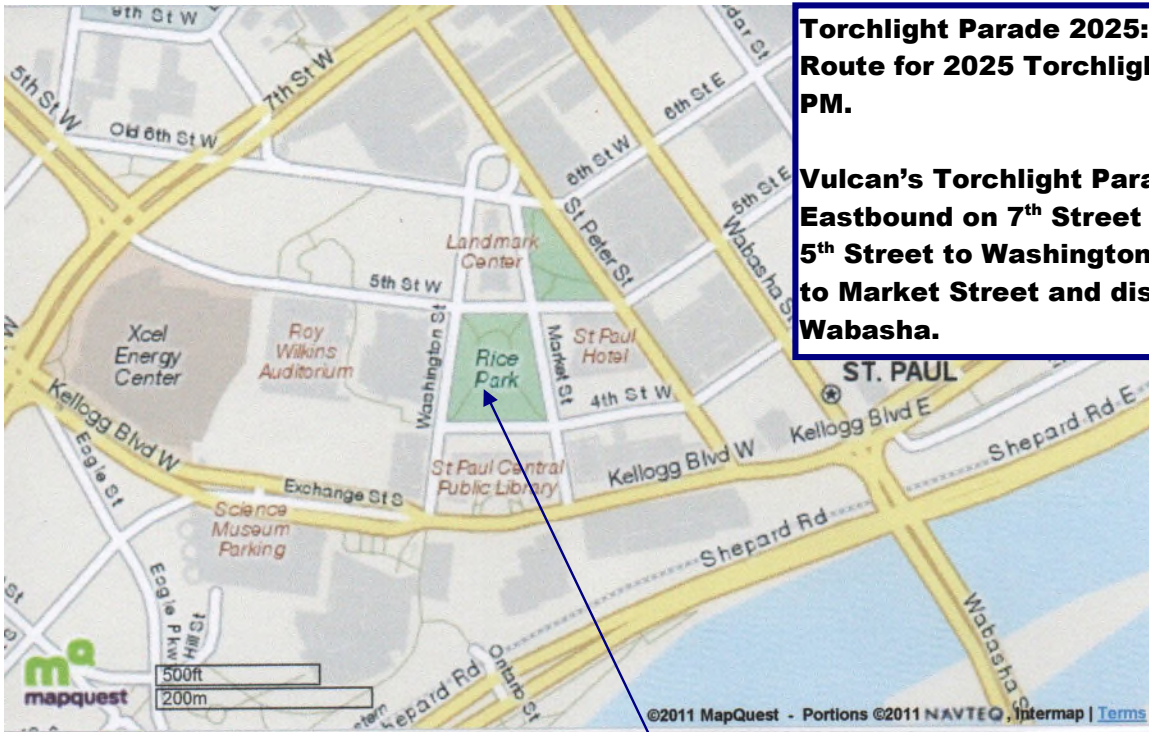 9th St W
5th St W
7th St W
Old 6th St W
6th St E
6th St W
5th St E
St Peter St
Wabasha St
Landmark
Center
5th St W
Xcel
Energy
Center
Roy
Wilkins
Auditorium
Washington St
Rice
Park
Market St
St Paul
Hotel
4th St W
ST. PAUL
Kellogg Blvd W
Eagle St
Exchange St S
St Paul Central
Public Library
Kellogg Blvd W
Kellogg Blvd E
Shepard Rd E
Science
Museum
Parking
Shepard Rd
Eagle Pkw
Hill St
Wabasha S
Ontario St
Shepard Rd
mapquest
500ft
200m
©2011 MapQuest - Portions ©2011 NAVTEQ, Intermap | Terms
Torchlight Parade 2025:
Route for 2025 Torchlig
PM.
Vulcan’s Torchlight Para
Eastbound on 7th Street
5th Street to Washington
to Market Street and dis
Wabasha.